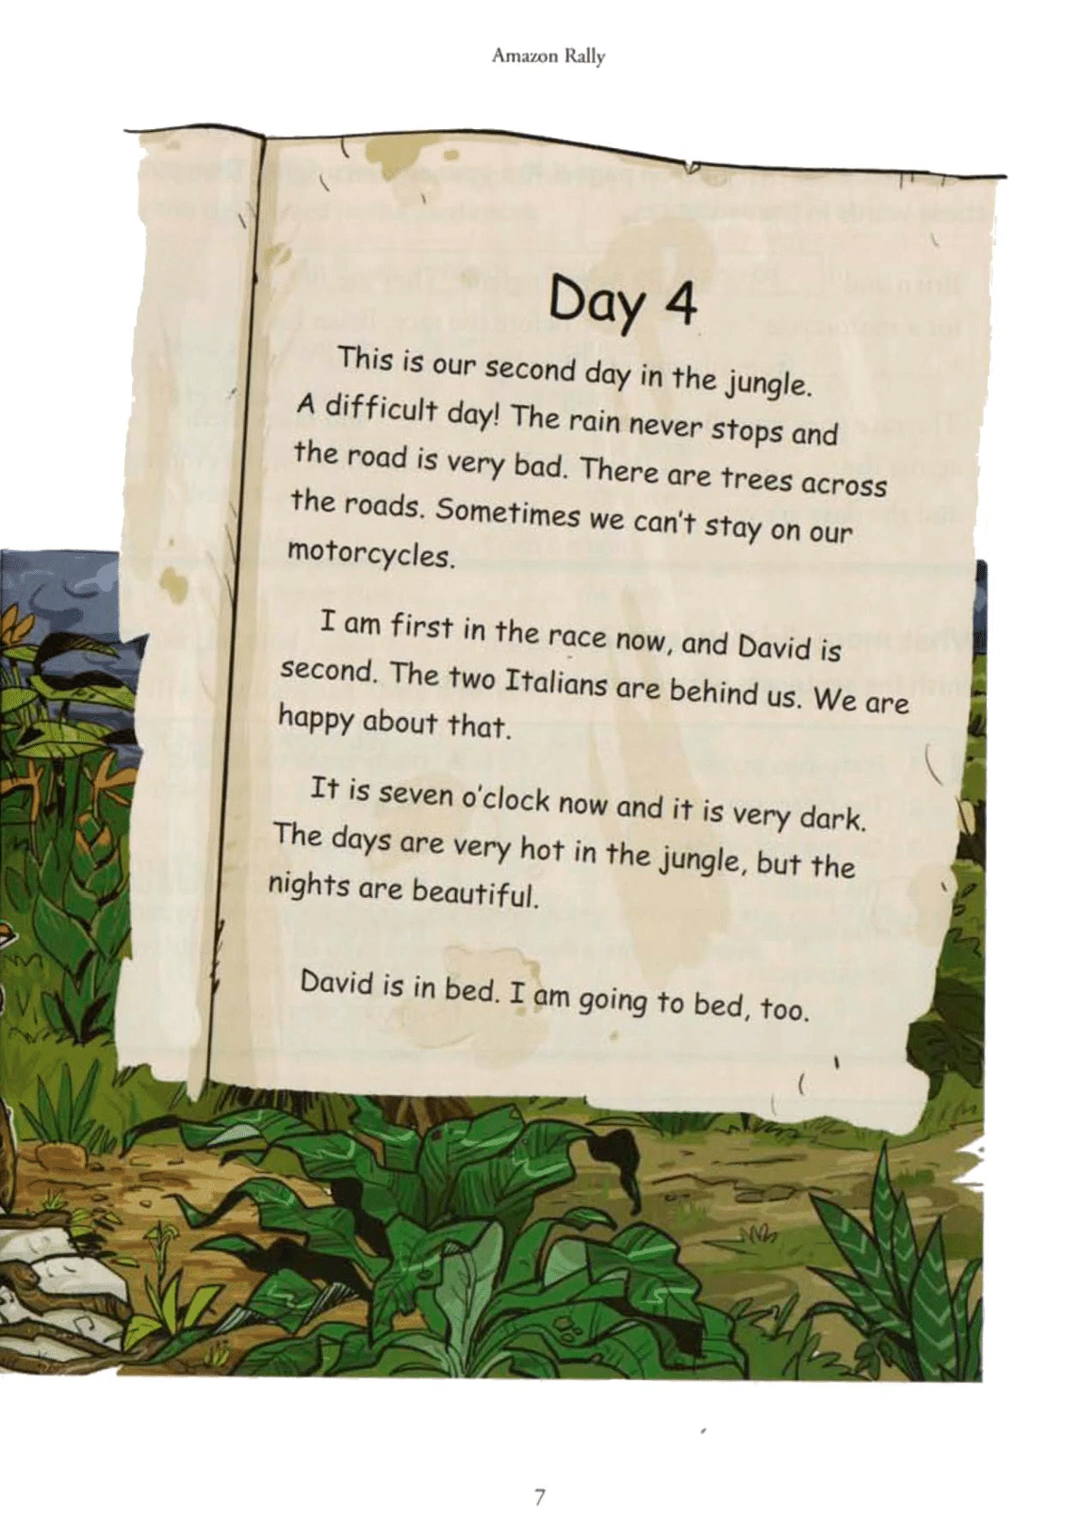 Amazon Rally
Day 4
This is our second day in the jungle.
A difficult day! The rain never stops and
the road is very bad. There are trees across
the roads. Sometimes we can't stay on our
motorcycles.
I am first in the race now, and David is
second. The two Italians are behind us. We are
happy about that.
It is seven o'clock now and it is very dark.
The days are very hot in the jungle, but the
nights are beautiful.
David is in bed. I am going to bed, too.
7